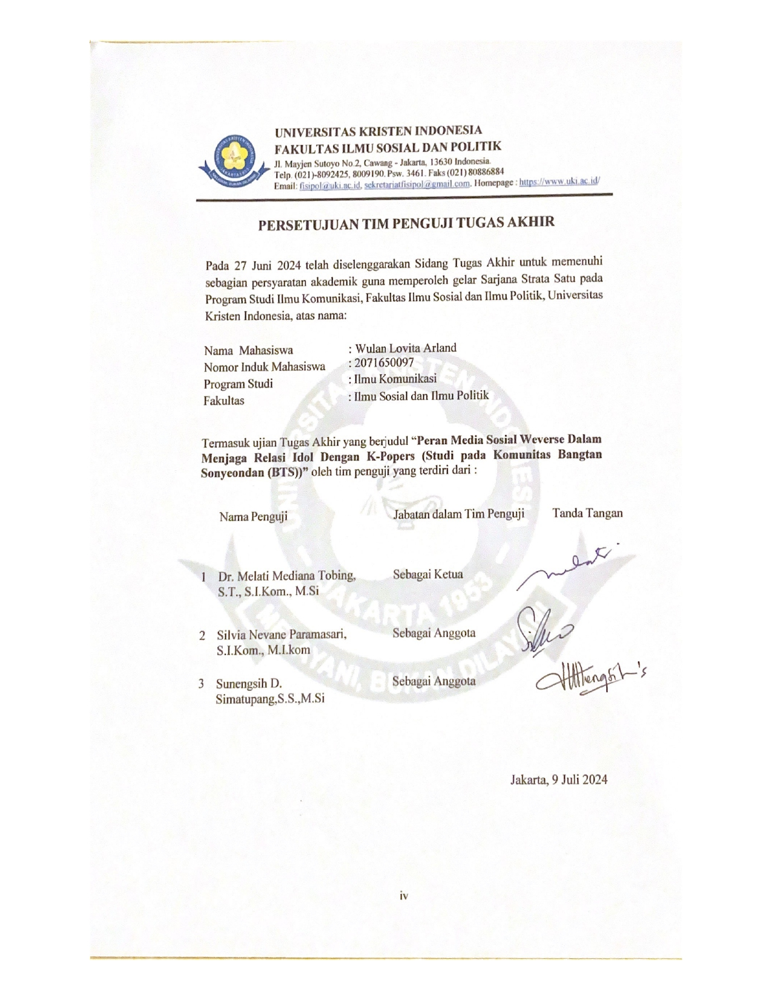 UNIVERSITAS KRISTEN INDONESIA
FAKULTAS ILMU SOSIAL DAN POLITIK
Jl. Mayjen Sutoyo No.2, Cawang - Jakarta, 13630 Indonesia.
Telp. (021)-8092425, 8009190. Psw. 3461. Faks (021) 80886884
Email: fisipol@uki.ac.id, sekretariatfisipol@gmail.com. Homepage : https://www.uki.ac.id/
PERSETUJUAN TIM PENGUJI TUGAS AKHIR
Pada 27 Juni 2024 telah diselenggarakan Sidang Tugas Akhir untuk memenuhi
sebagian persyaratan akademik guna memperoleh gelar Sarjana Strata Satu pada
Program Studi Ilmu Komunikasi, Fakultas Ilmu Sosial dan Ilmu Politik, Universitas
Kristen Indonesia, atas nama:
Nama Mahasiswa : Wulan Lovita Arland
Nomor Induk Mahasiswa : 2071650097
Program Studi : Ilmu Komunikasi
Fakultas : Ilmu Sosial dan Ilmu Politik
Termasuk ujian Tugas Akhir yang berjudul “Peran Media Sosial Weverse Dalam
Menjaga Relasi Idol Dengan K-Popers (Studi pada Komunitas Bangtan
Sonyeondan (BTS))” oleh tim penguji yang terdiri dari :
Nama Penguji Jabatan dalam Tim Penguji Tanda Tangan
1 Dr. Melati Mediana Tobing, Sebagai Ketua
S.T., S.I.Kom., M.Si
2 Silvia Nevane Paramasari, Sebagai Anggota
S.I.Kom., M.I.kom
3 Sunengsih D. Sebagai Anggota
Simatupang,S.S.,M.Si
Jakarta, 9 Juli 2024
iv
UNIVERSITAS KRISTEN INDONESIA
JAKARTA 1953
MELAYANI, BUKAN DILAYANI